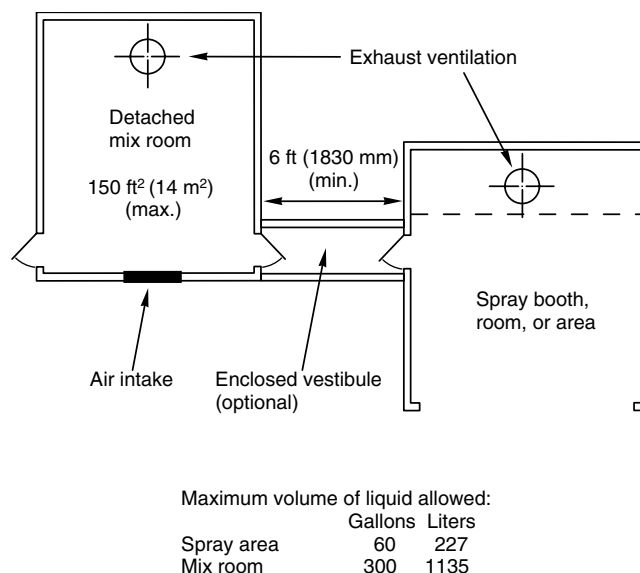 Exhaust ventilation
Detached
mix room
150 ft² (14 m²)
(max.)
6 ft (1830 mm)
(min.)
Spray booth,
room, or area
Air intake
Enclosed vestibule
(optional)
Maximum volume of liquid allowed:
Gallons Liters
Spray area 60 227
Mix room 300 1135